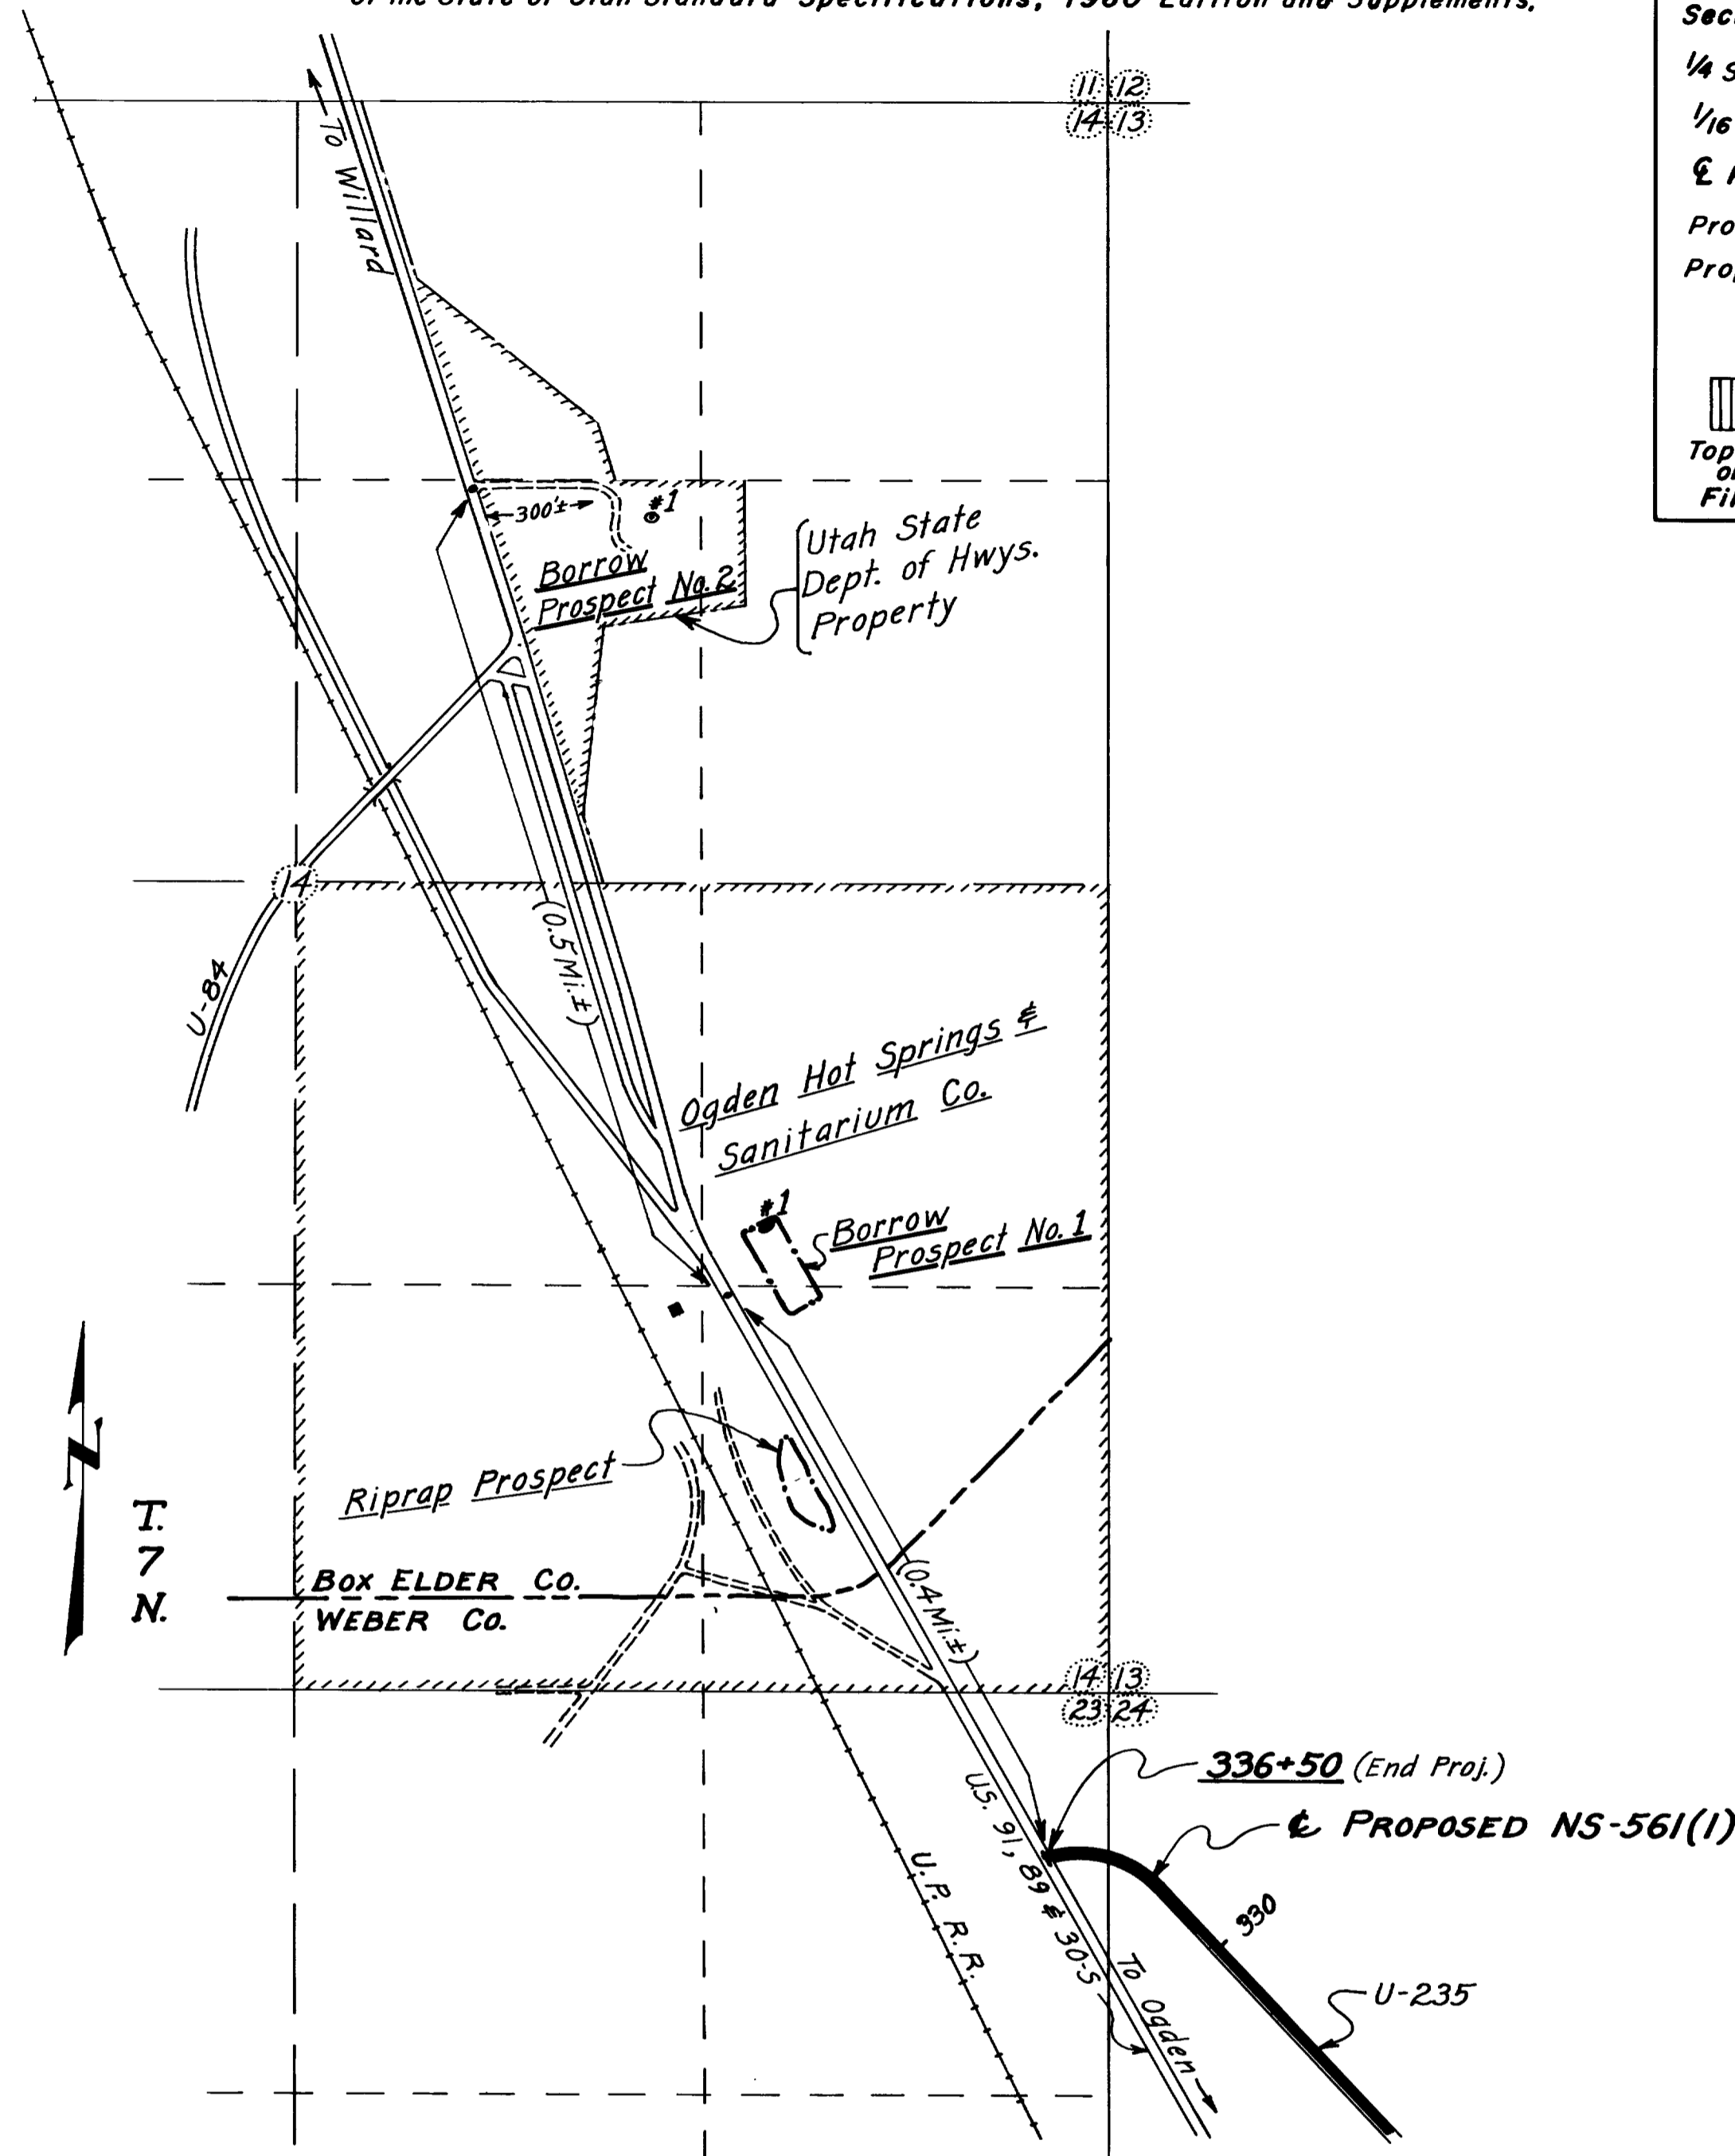 of the State of Utah Standard Specifications, 1960 Edition and Supplements.
Sec
1/4 S
1/16
℄
Pro
Pro
Top
or
Fil
11 12
14 13
To Willard
300'±
#1
Borrow
Prospect No. 2
Utah State
Dept. of Hwys.
Property
14
U-84
(0.5 Mi.±)
Ogden Hot Springs &
Sanitarium Co.
#1
Borrow
Prospect No. 1
N
T.
7
N.
Riprap Prospect
BOX ELDER CO.
WEBER CO.
(0.4 Mi.±)
14 13
23 24
336+50 (End Proj.)
℄ PROPOSED NS-561(1)
US. 91, 89 & 30-S
U.P. R.R.
330
To Ogden
U-235